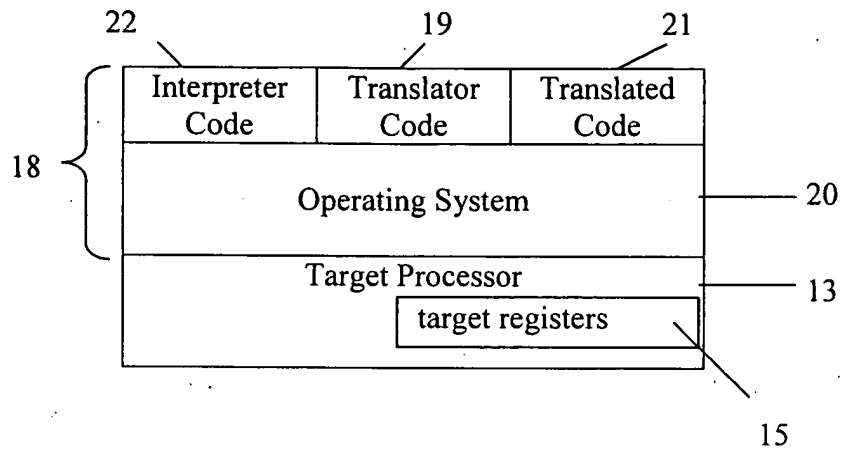 22 19 21
Interpreter Code
Translator Code
Translated Code
18
Operating System
20
Target Processor
13
target registers
15